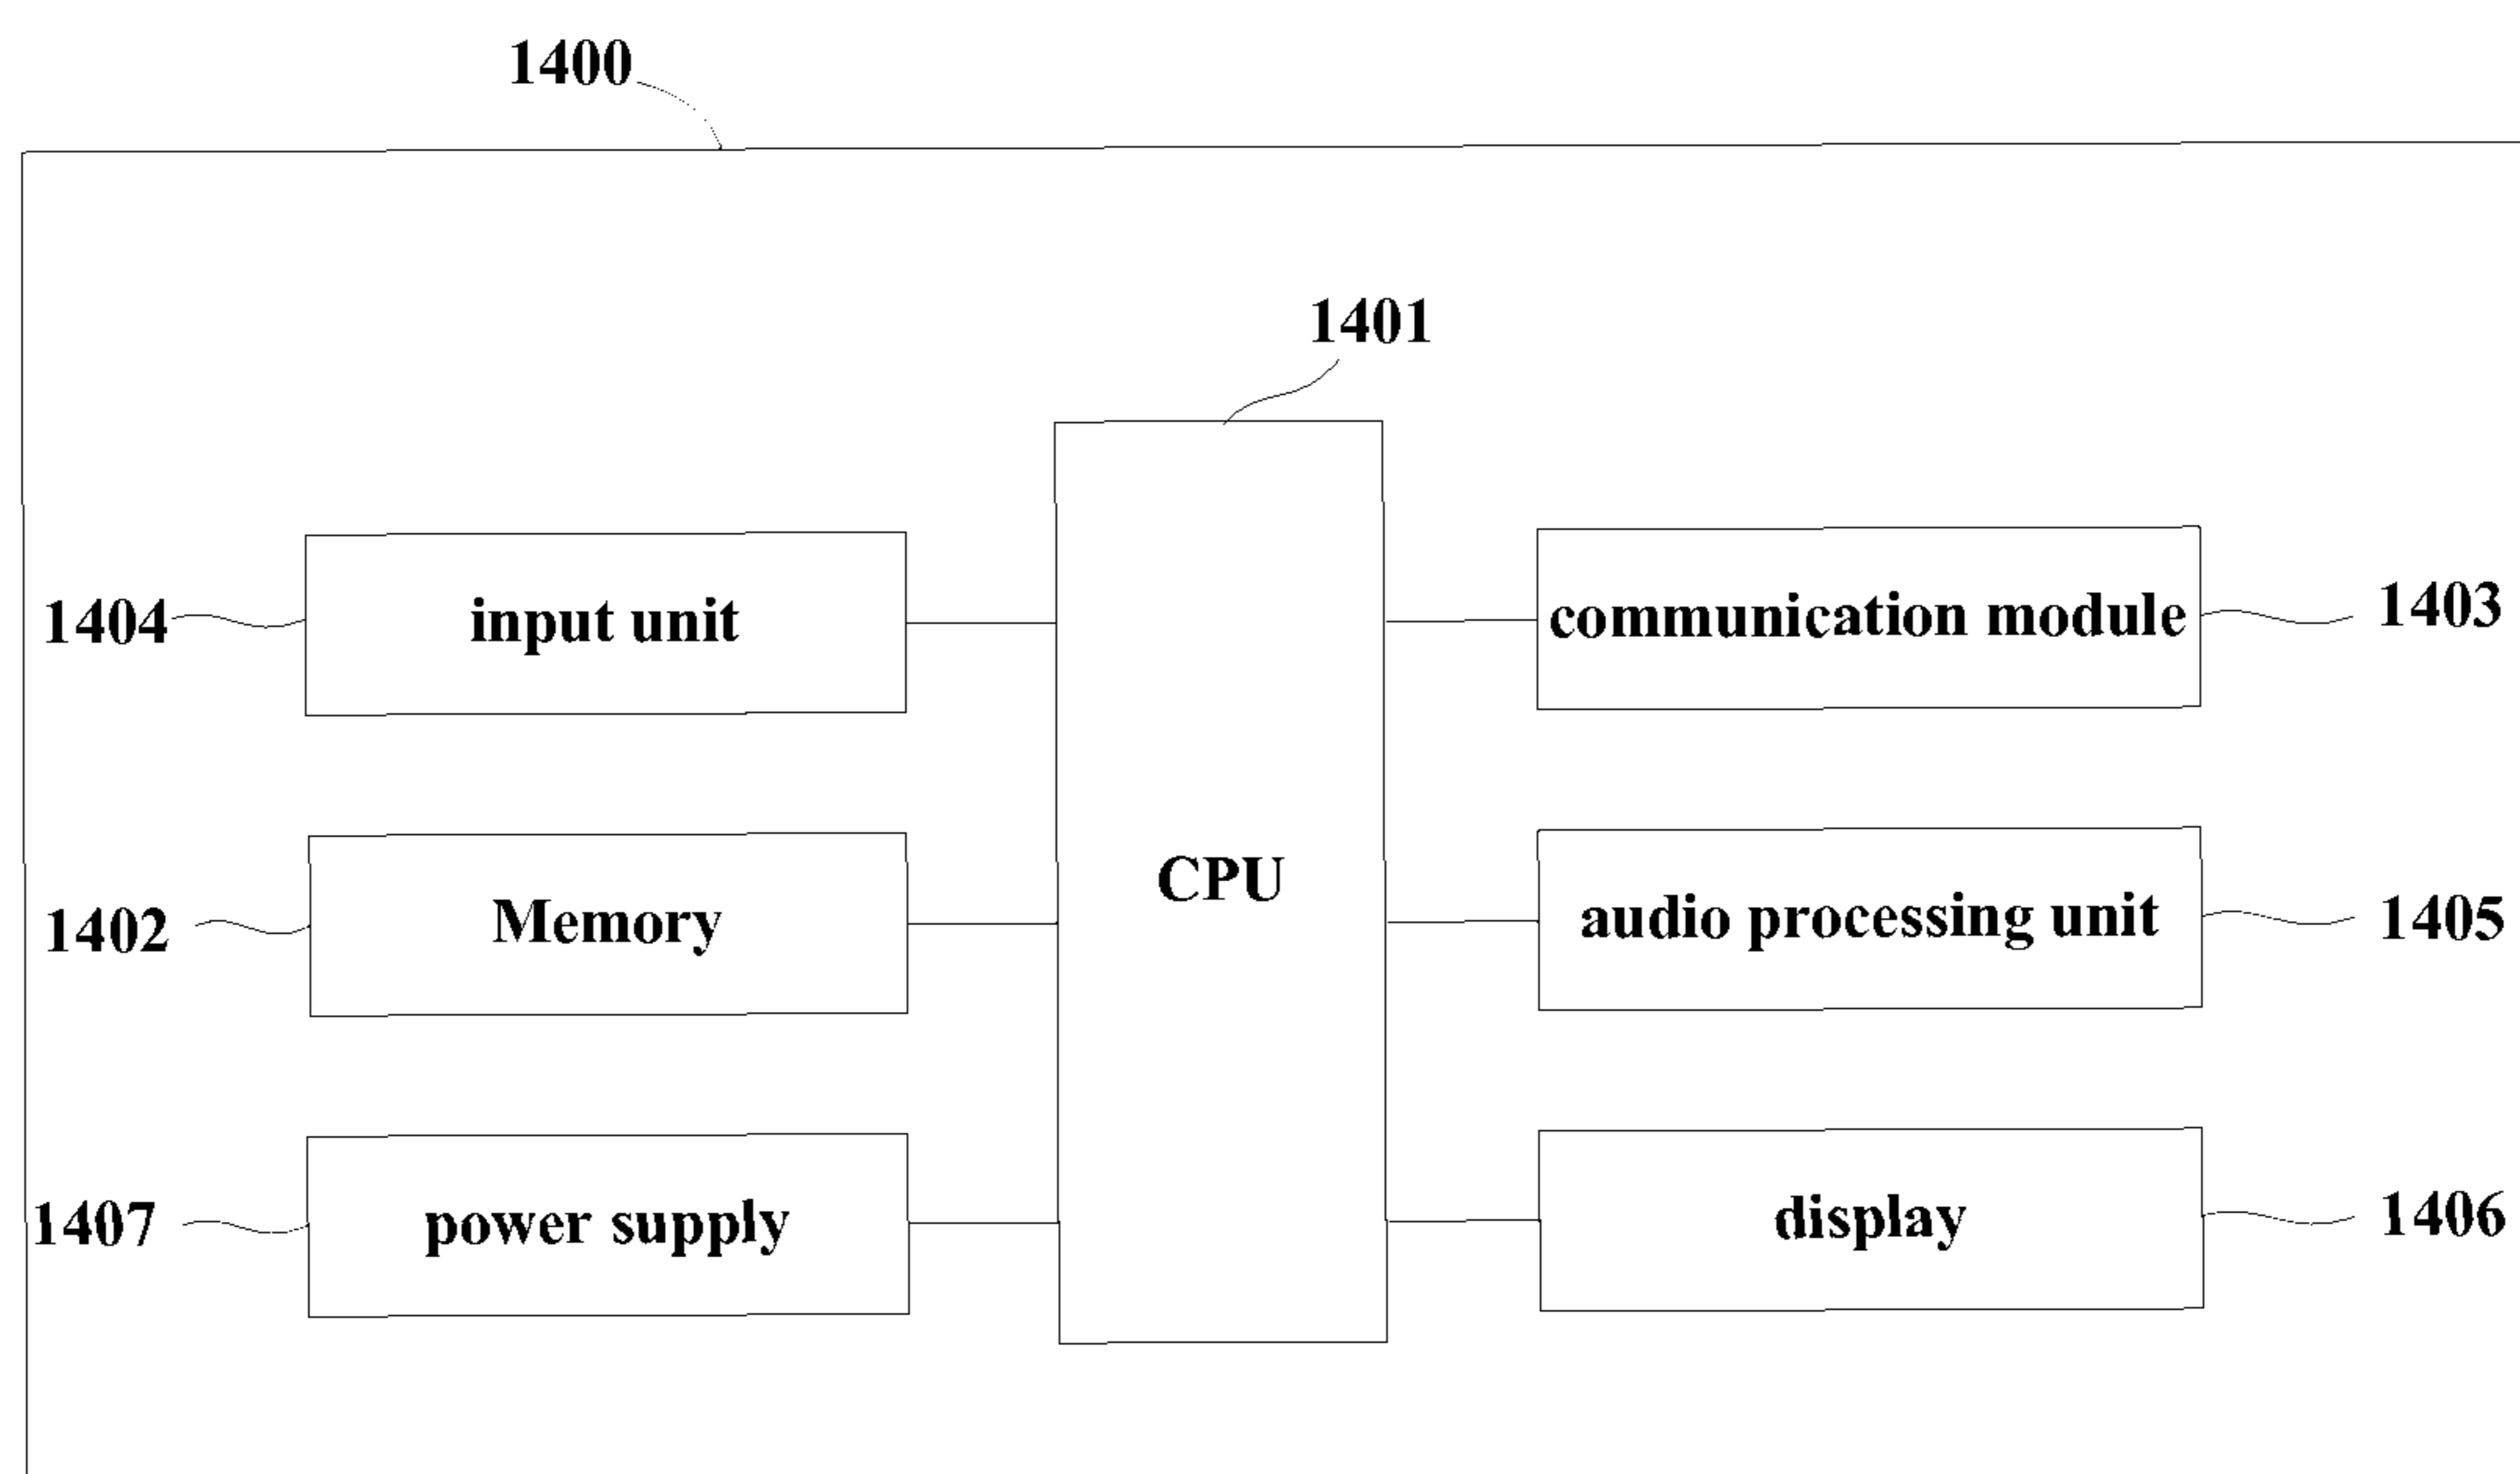 1400
1401
1404
input unit
communication module
1403
CPU
1402
Memory
audio processing unit
1405
1407
power supply
display
1406